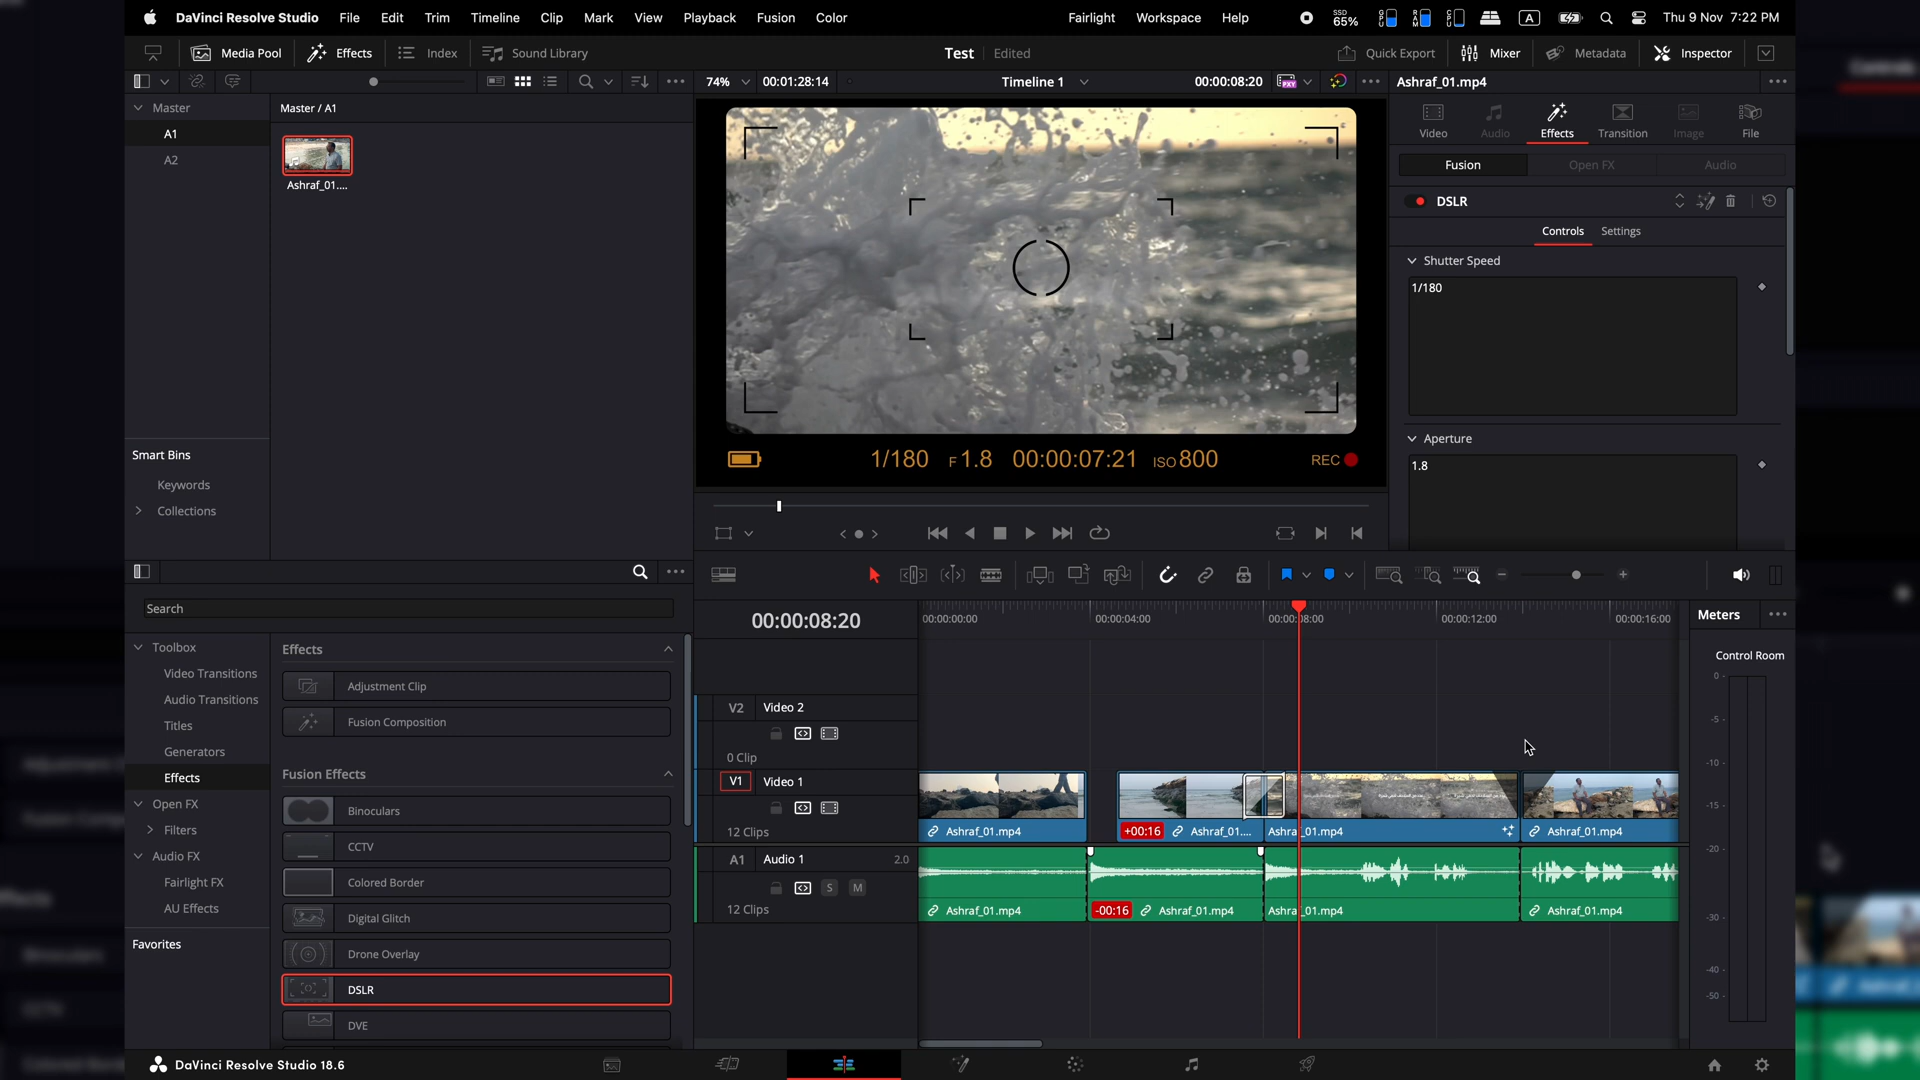 DaVinci Resolve Studio File Edit Trim Timeline Clip Mark View Playback Fusion Color Fairlight Workspace Help SSD 65% GPU RAM CPU A Thu 9 Nov 7:22 PM
Media Pool Effects Index Sound Library Test Edited Quick Export Mixer Metadata Inspector
74% 00:01:28:14 Timeline 1 00:00:08:20 PXY Ashraf_01.mp4
Master
A1
A2
Master / A1
Ashraf_01....
Smart Bins
Keywords
Collections
1/180 F 1.8 00:00:07:21 ISO 800 REC
Video Audio Effects Transition Image File
Fusion Open FX Audio
DSLR
Controls Settings
Shutter Speed
1/180
Aperture
1.8
Search
Toolbox
Video Transitions
Audio Transitions
Titles
Generators
Effects
Open FX
Filters
Audio FX
Fairlight FX
AU Effects
Favorites
Effects
Adjustment Clip
Fusion Composition
Fusion Effects
Binoculars
CCTV
Colored Border
Digital Glitch
Drone Overlay
DSLR
DVE
00:00:08:20
00:00:00:00 00:00:04:00 00:00:08:00 00:00:12:00 00:00:16:00
V2 Video 2
0 Clip
V1 Video 1
12 Clips
Ashraf_01.mp4 +00:16 Ashraf_01.... Ashraf_01.mp4 Ashraf_01.mp4
A1 Audio 1 2.0
S M
12 Clips
Ashraf_01.mp4 -00:16 Ashraf_01.mp4 Ashraf_01.mp4 Ashraf_01.mp4
Meters
Control Room
0
-5
-10
-15
-20
-30
-40
-50
DaVinci Resolve Studio 18.6